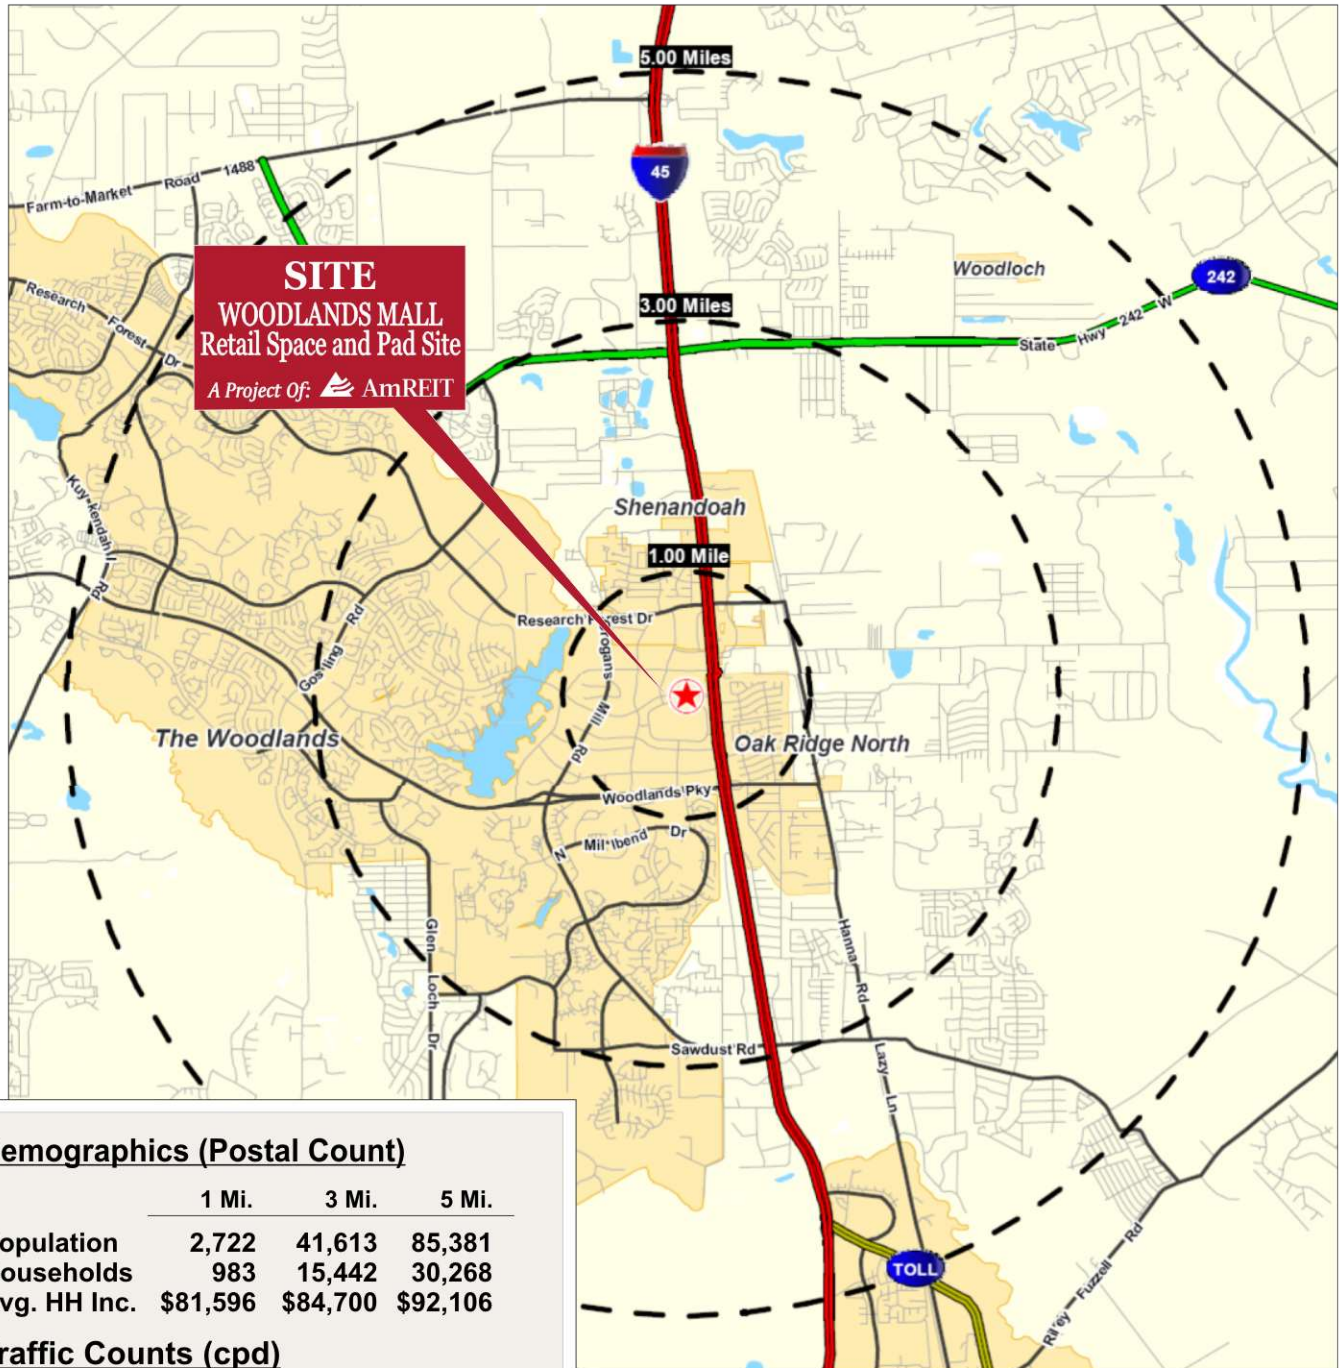 5.00 Miles
45
Farm-to-Market Road 1488
SITE
WOODLANDS MALL
Retail Space and Pad Site
A Project Of: AmREIT
Woodloch
242
3.00 Miles
State Hwy 242 W
Research Forest Dr
Kuykendahl Rd
Shenandoah
1.00 Mile
Research Forest Dr
Grogans Mill Rd
Gosling Rd
The Woodlands
Oak Ridge North
Woodlands Pky
N Millbend Dr
Glen Loch Dr
Hanna Rd
Sawdust Rd
Lazy Ln
TOLL
Riley Fuzzell Rd
emographics (Postal Count)
1 Mi. 3 Mi. 5 Mi.
opulation 2,722 41,613 85,381
ouseholds 983 15,442 30,268
vg. HH Inc. $81,596 $84,700 $92,106
raffic Counts (cpd)